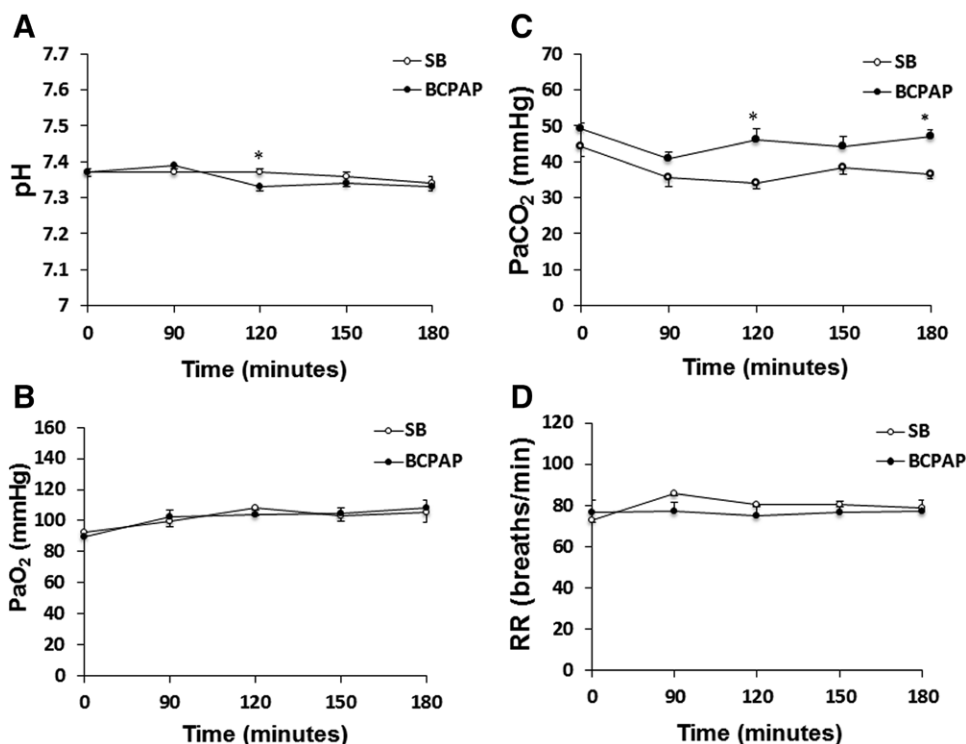 A
7.7
7.6
7.5
7.4
7.3
7.2
7.1
7
pH
SB
BCPAP
*
0 90 120 150 180
Time (minutes)
C
70
60
50
40
30
20
10
0
PaCO₂ (mmHg)
SB
BCPAP
* *
0 90 120 150 180
Time (minutes)
B
160
140
120
100
80
60
40
20
0
PaO₂ (mmHg)
SB
BCPAP
0 90 120 150 180
Time (minutes)
D
120
100
80
60
40
20
0
RR (breaths/min)
SB
BCPAP
0 90 120 150 180
Time (minutes)